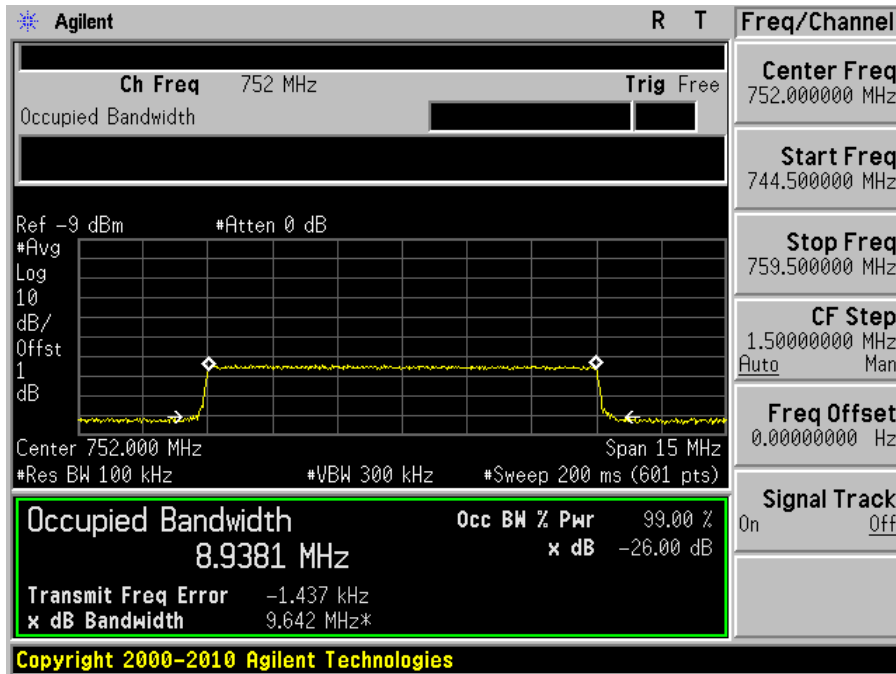 Agilent R T
Ch Freq 752 MHz Trig Free
Occupied Bandwidth
Ref -9 dBm #Atten 0 dB
#Avg
Log
10
dB/
Offst
1
dB
Center 752.000 MHz Span 15 MHz
#Res BW 100 kHz #VBW 300 kHz #Sweep 200 ms (601 pts)
Occupied Bandwidth Occ BW % Pwr 99.00 %
8.9381 MHz x dB -26.00 dB
Transmit Freq Error -1.437 kHz
x dB Bandwidth 9.642 MHz*
Copyright 2000-2010 Agilent Technologies
Freq/Channel
Center Freq
752.000000 MHz
Start Freq
744.500000 MHz
Stop Freq
759.500000 MHz
CF Step
1.50000000 MHz
Auto Man
Freq Offset
0.00000000 Hz
Signal Track
On Off